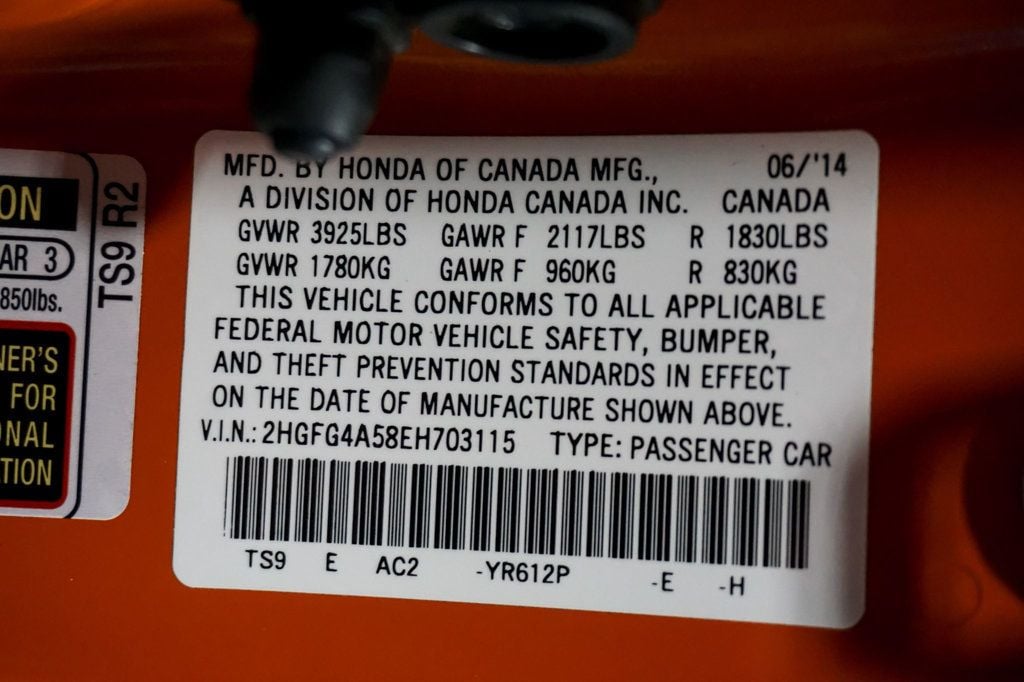 MFD. BY HONDA OF CANADA MFG., 06/'14
A DIVISION OF HONDA CANADA INC. CANADA
GVWR 3925LBS GAWR F 2117LBS R 1830LBS
GVWR 1780KG GAWR F 960KG R 830KG
THIS VEHICLE CONFORMS TO ALL APPLICABLE
FEDERAL MOTOR VEHICLE SAFETY, BUMPER,
AND THEFT PREVENTION STANDARDS IN EFFECT
ON THE DATE OF MANUFACTURE SHOWN ABOVE.
V.I.N.: 2HGFG4A58EH703115 TYPE: PASSENGER CAR
TS9 E AC2 -YR612P -E -H
ON
AR 3
850lbs.
NER'S
FOR
ONAL
TION
TS9 R2